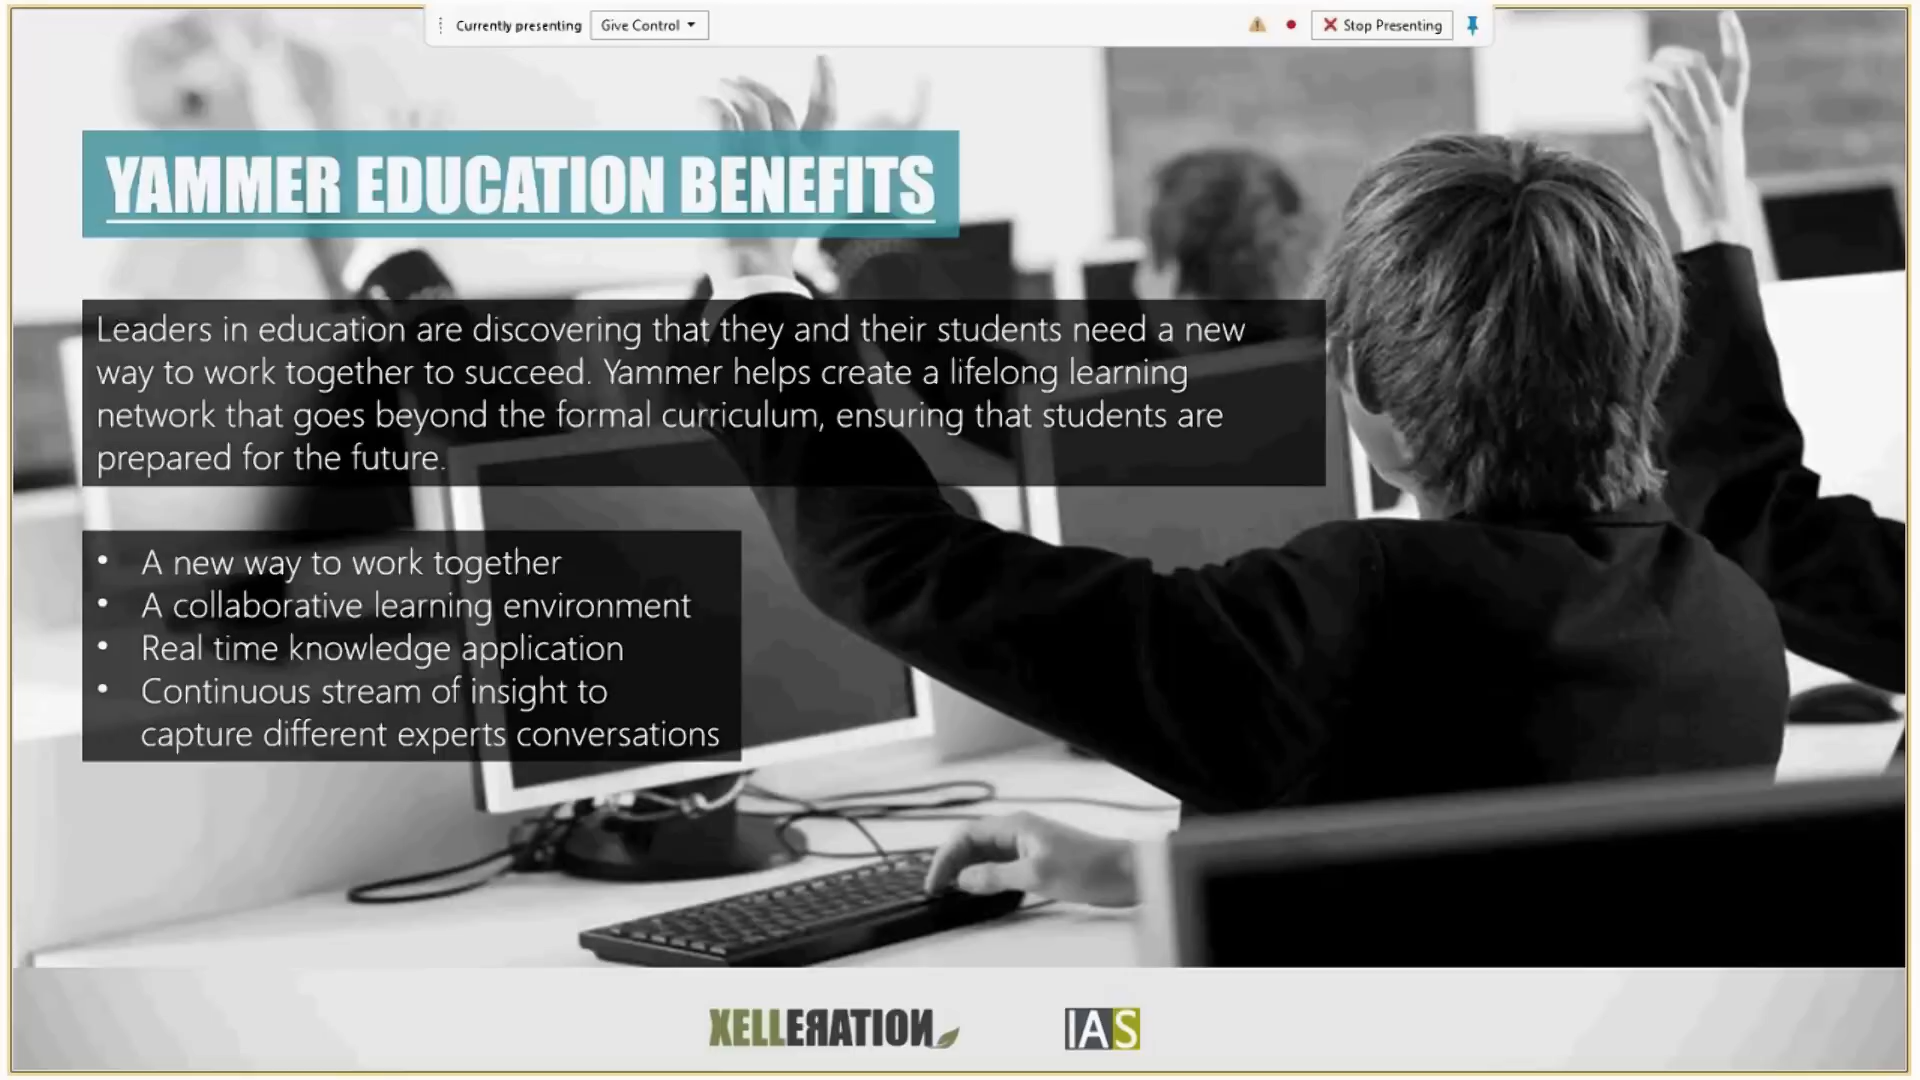 Currently presenting Give Control Stop Presenting
YAMMER EDUCATION BENEFITS
Leaders in education are discovering that they and their students need a new
way to work together to succeed. Yammer helps create a lifelong learning
network that goes beyond the formal curriculum, ensuring that students are
prepared for the future.
• A new way to work together
• A collaborative learning environment
• Real time knowledge application
• Continuous stream of insight to
capture different experts conversations
XELLERATION IAS